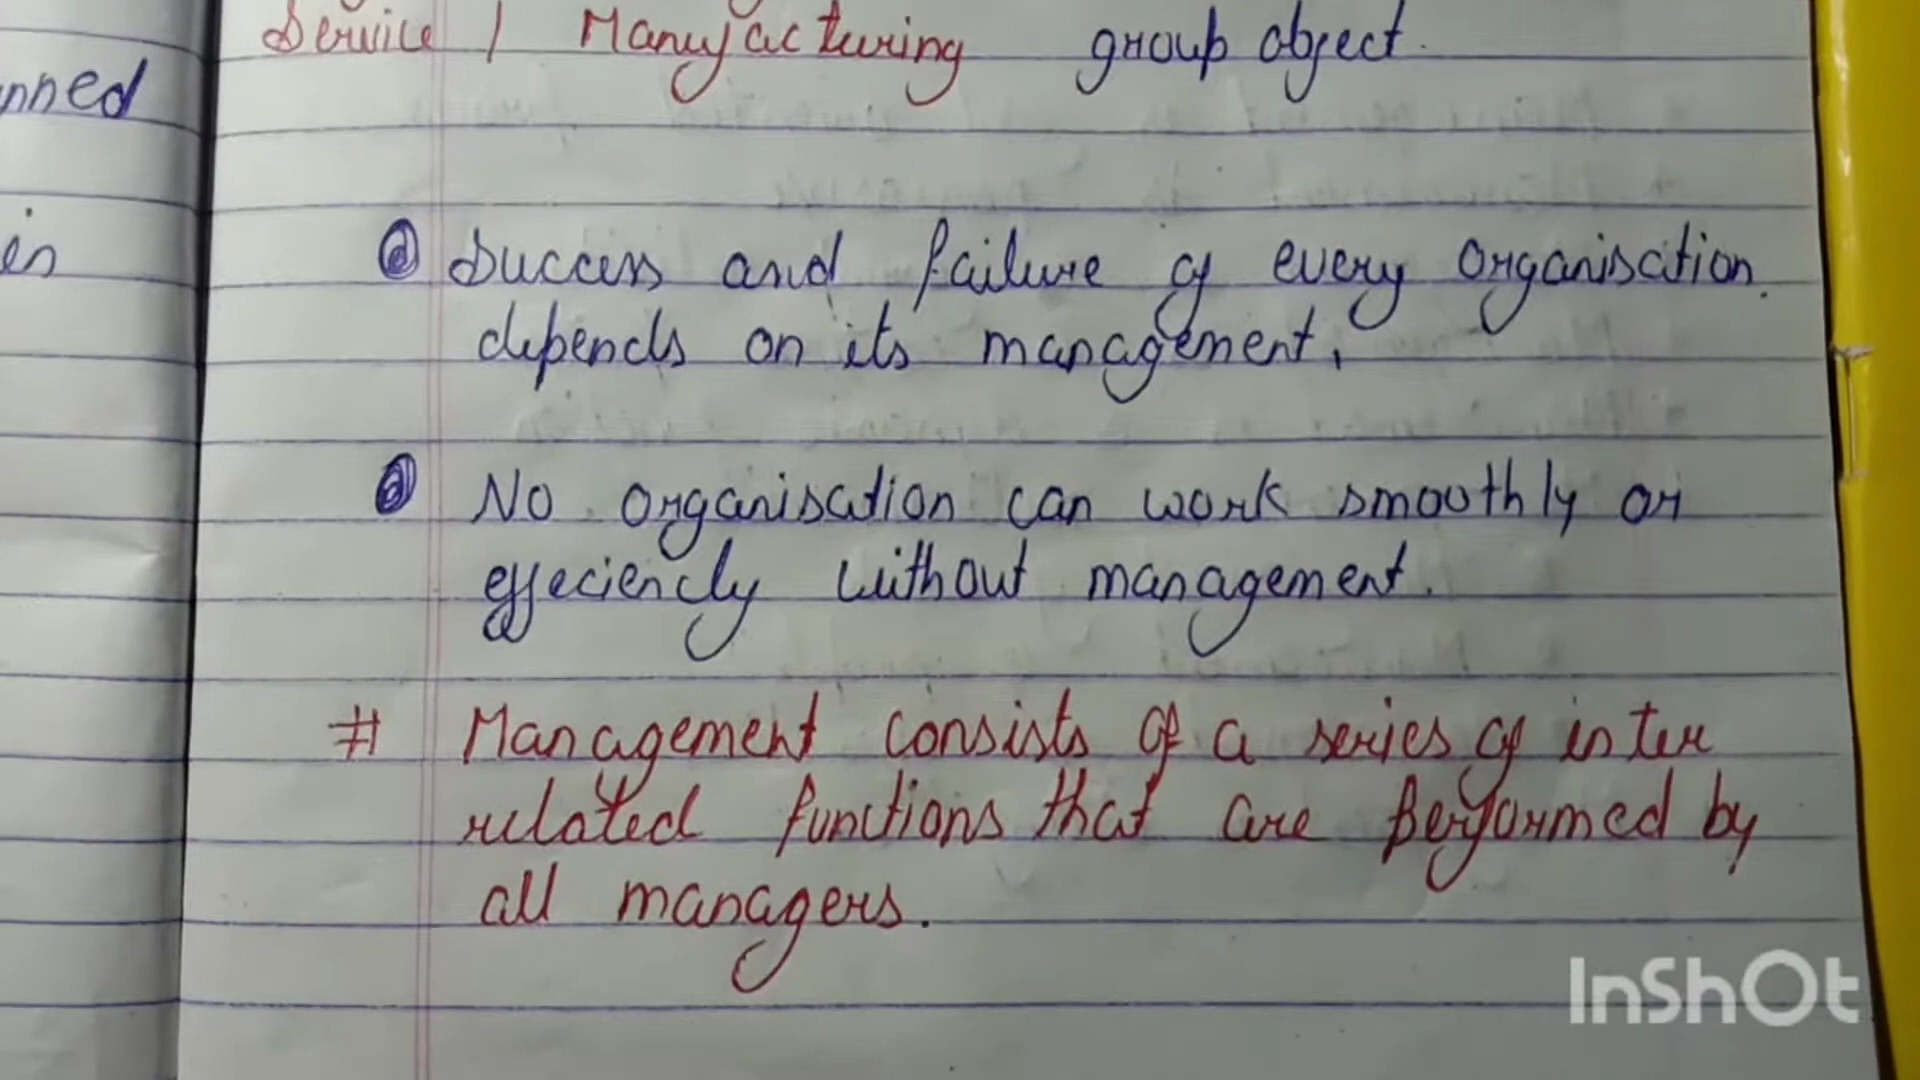 nned
en
Service / Manufacturing group object.
Success and failure of every organisation
depends on its management.
No organisation can work smoothly or
effeciencly without management.
# Management consists of a series of inter
related functions that are performed by
all managers.
InShOt